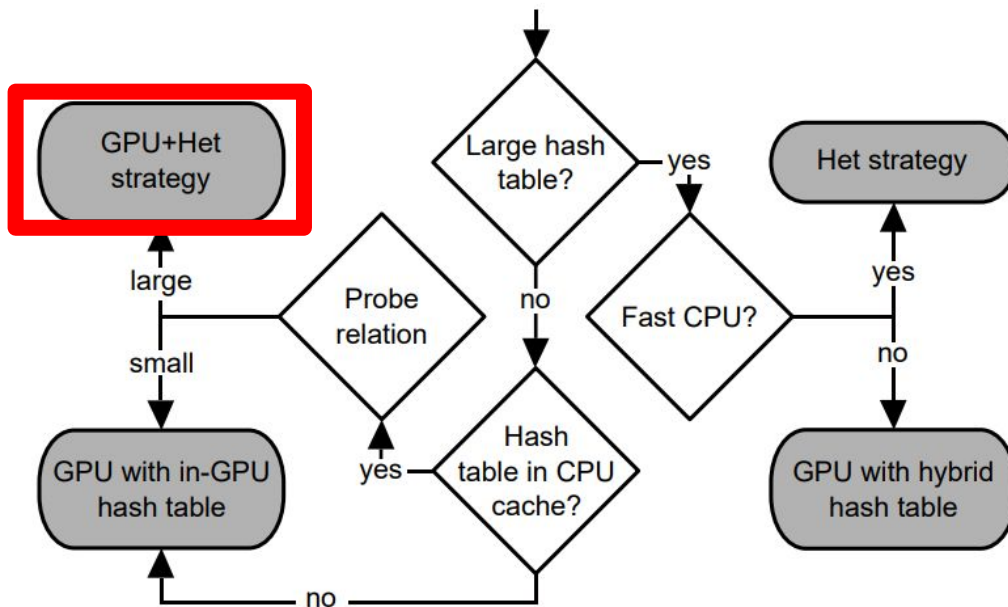 GPU+Het
strategy
Large hash
table?
yes
Het strategy
large
Probe
relation
no
Fast CPU?
yes
small
no
GPU with in-GPU
hash table
yes
Hash
table in CPU
cache?
GPU with hybrid
hash table
no